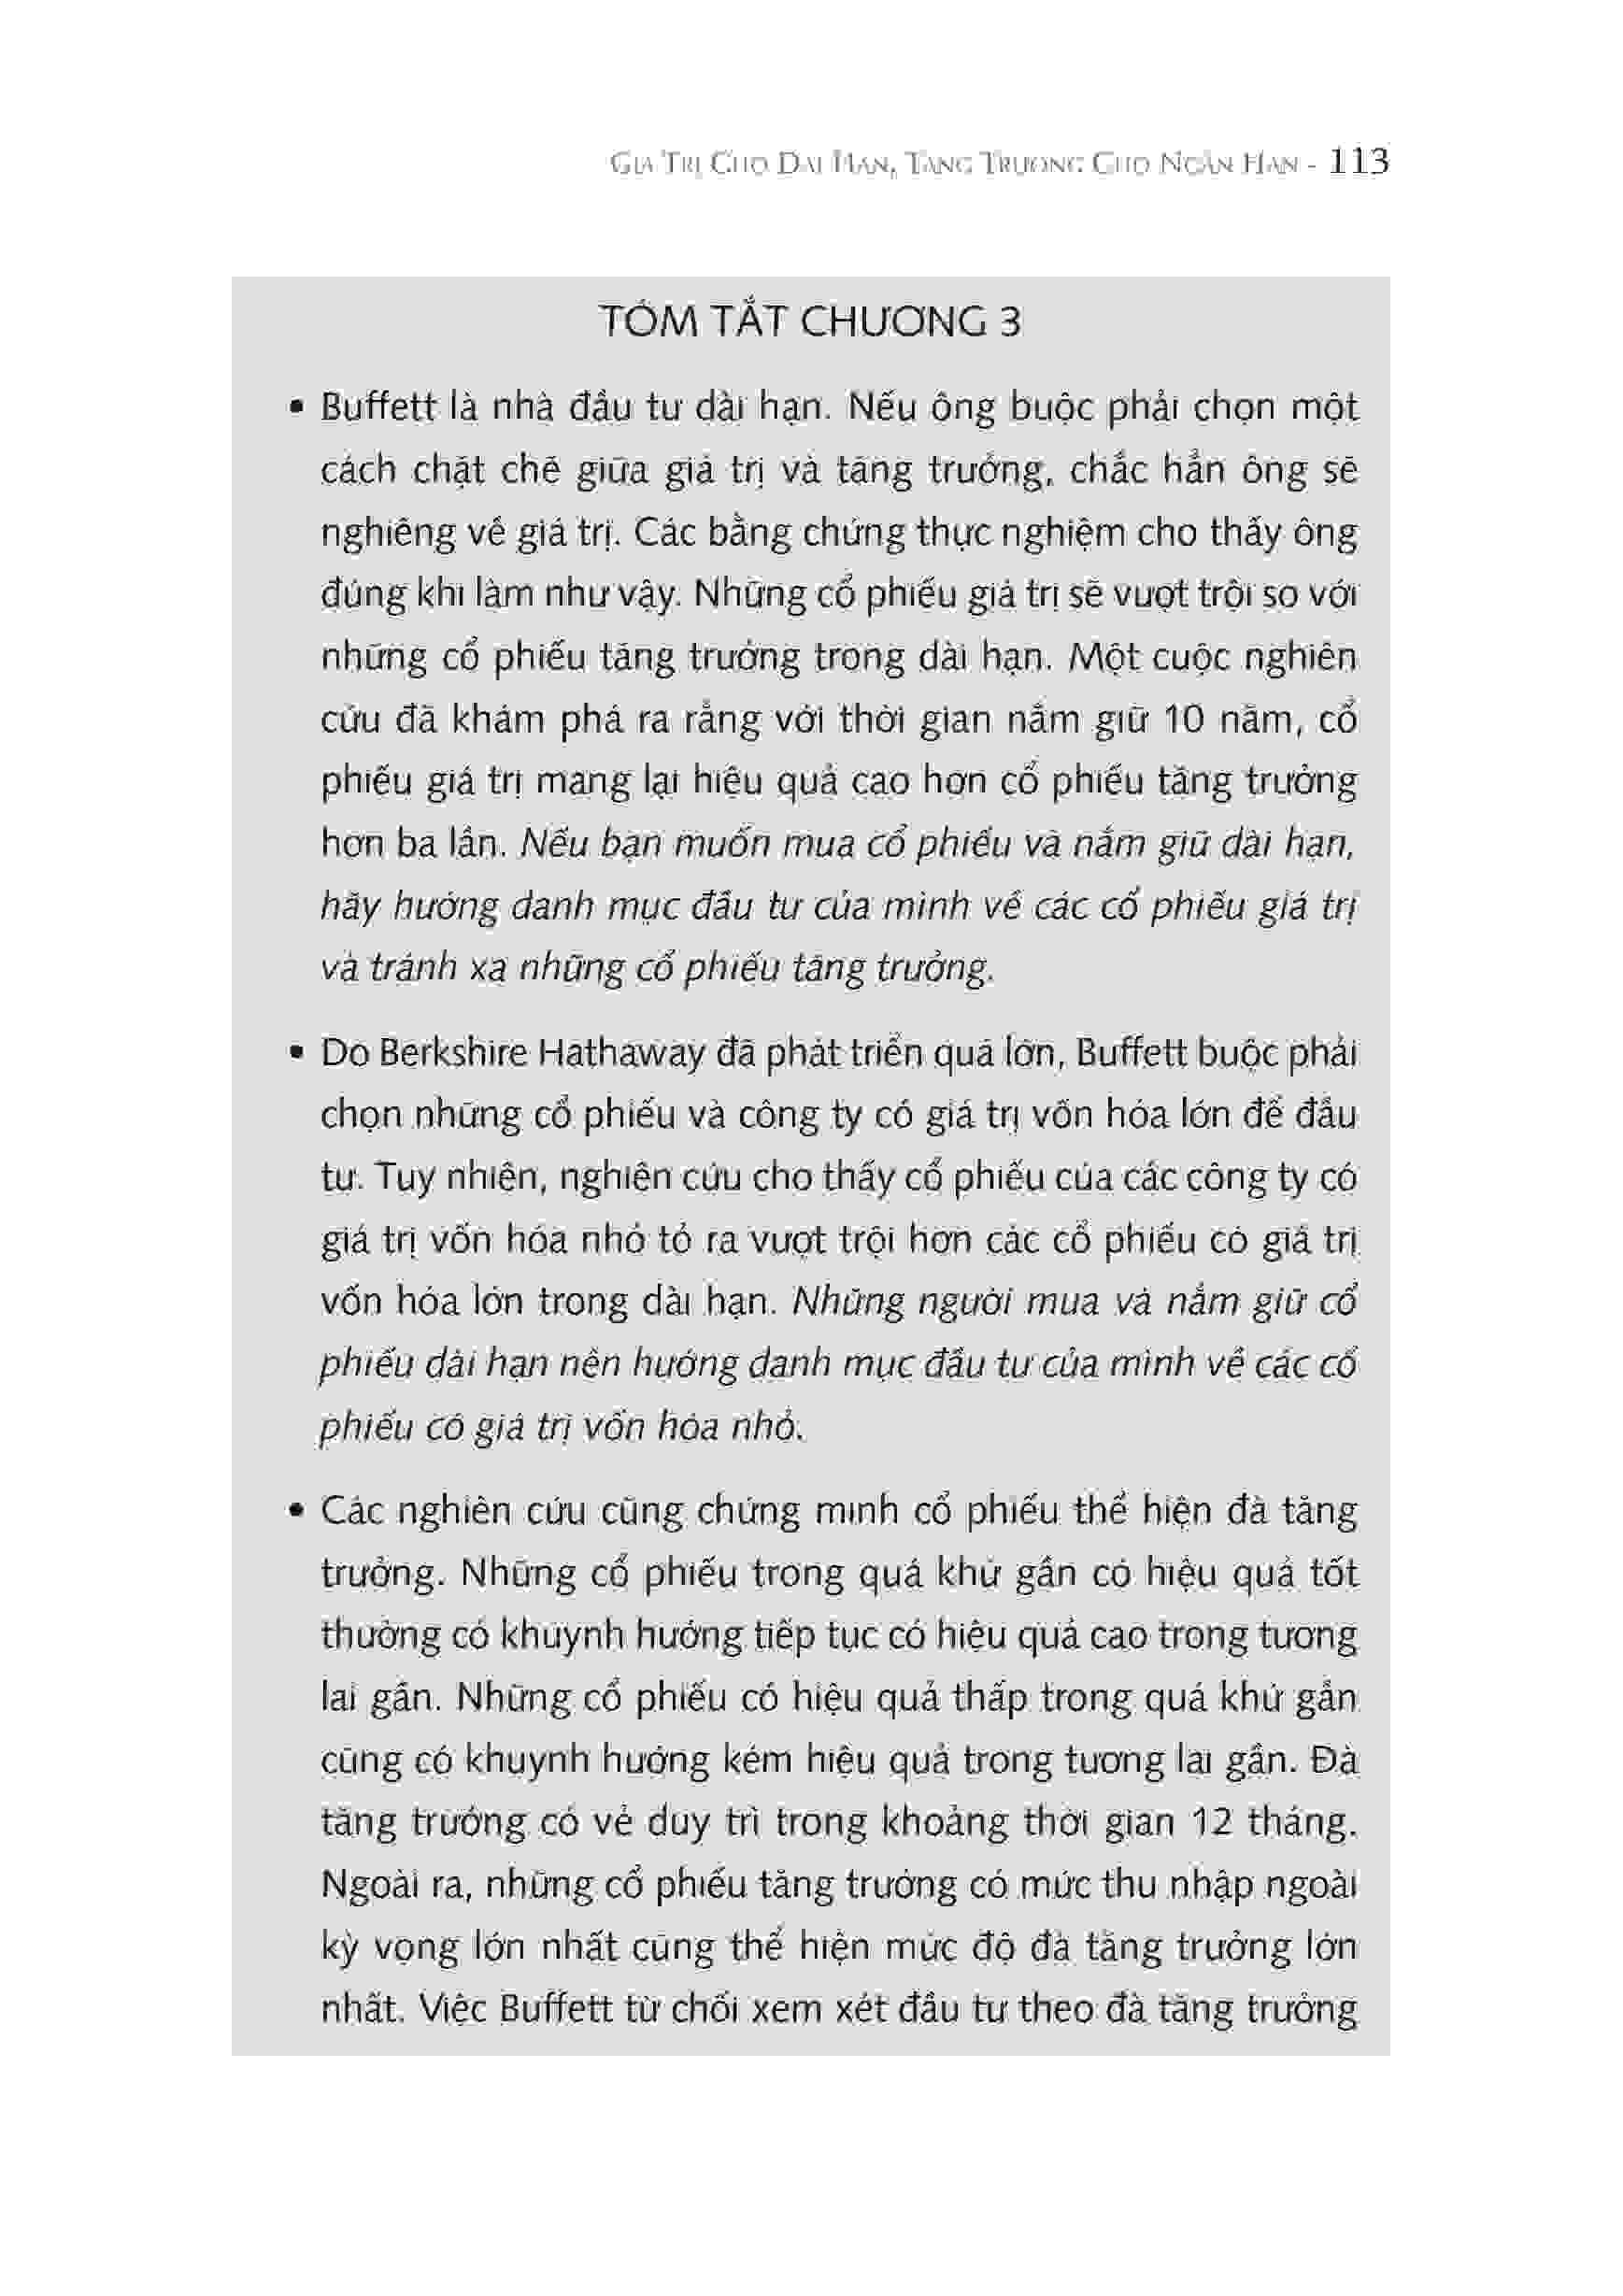 Giá Trị Cho Dài Hạn, Tăng Trưởng Cho Ngắn Hạn - 113
TÓM TẮT CHƯƠNG 3
• Buffett là nhà đầu tư dài hạn. Nếu ông buộc phải chọn một
cách chặt chẽ giữa giá trị và tăng trưởng, chắc hẳn ông sẽ
nghiêng về giá trị. Các bằng chứng thực nghiệm cho thấy ông
đúng khi làm như vậy. Những cổ phiếu giá trị sẽ vượt trội so với
những cổ phiếu tăng trưởng trong dài hạn. Một cuộc nghiên
cứu đã khám phá ra rằng với thời gian nắm giữ 10 năm, cổ
phiếu giá trị mang lại hiệu quả cao hơn cổ phiếu tăng trưởng
hơn ba lần. Nếu bạn muốn mua cổ phiếu và nắm giữ dài hạn,
hãy hướng danh mục đầu tư của mình về các cổ phiếu giá trị
và tránh xa những cổ phiếu tăng trưởng.
• Do Berkshire Hathaway đã phát triển quá lớn, Buffett buộc phải
chọn những cổ phiếu và công ty có giá trị vốn hóa lớn để đầu
tư. Tuy nhiên, nghiên cứu cho thấy cổ phiếu của các công ty có
giá trị vốn hóa nhỏ tỏ ra vượt trội hơn các cổ phiếu có giá trị
vốn hóa lớn trong dài hạn. Những người mua và nắm giữ cổ
phiếu dài hạn nên hướng danh mục đầu tư của mình về các cổ
phiếu có giá trị vốn hóa nhỏ.
• Các nghiên cứu cũng chứng minh cổ phiếu thể hiện đà tăng
trưởng. Những cổ phiếu trong quá khứ gần có hiệu quả tốt
thường có khuynh hướng tiếp tục có hiệu quả cao trong tương
lai gần. Những cổ phiếu có hiệu quả thấp trong quá khứ gần
cũng có khuynh hướng kém hiệu quả trong tương lai gần. Đà
tăng trưởng có vẻ duy trì trong khoảng thời gian 12 tháng.
Ngoài ra, những cổ phiếu tăng trưởng có mức thu nhập ngoài
kỳ vọng lớn nhất cũng thể hiện mức độ đà tăng trưởng lớn
nhất. Việc Buffett từ chối xem xét đầu tư theo đà tăng trưởng